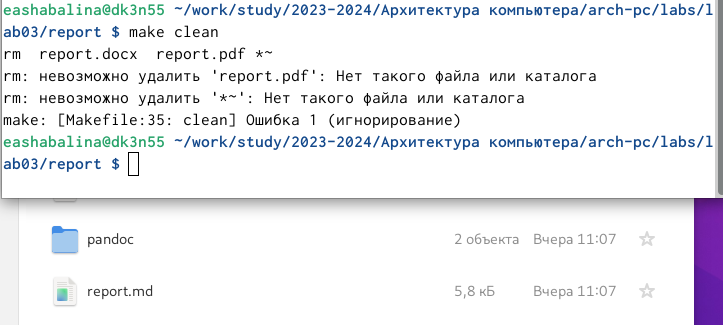 eashabalina@dk3n55 ~/work/study/2023-2024/Архитектура компьютера/arch-pc/labs/l
ab03/report $ make clean
rm  report.docx  report.pdf *~
rm: невозможно удалить 'report.pdf': Нет такого файла или каталога
rm: невозможно удалить '*~': Нет такого файла или каталога
make: [Makefile:35: clean] Ошибка 1 (игнорирование)
eashabalina@dk3n55 ~/work/study/2023-2024/Архитектура компьютера/arch-pc/labs/l
ab03/report $
pandoc 2 объекта Вчера 11:07
report.md 5,8 кБ Вчера 11:07